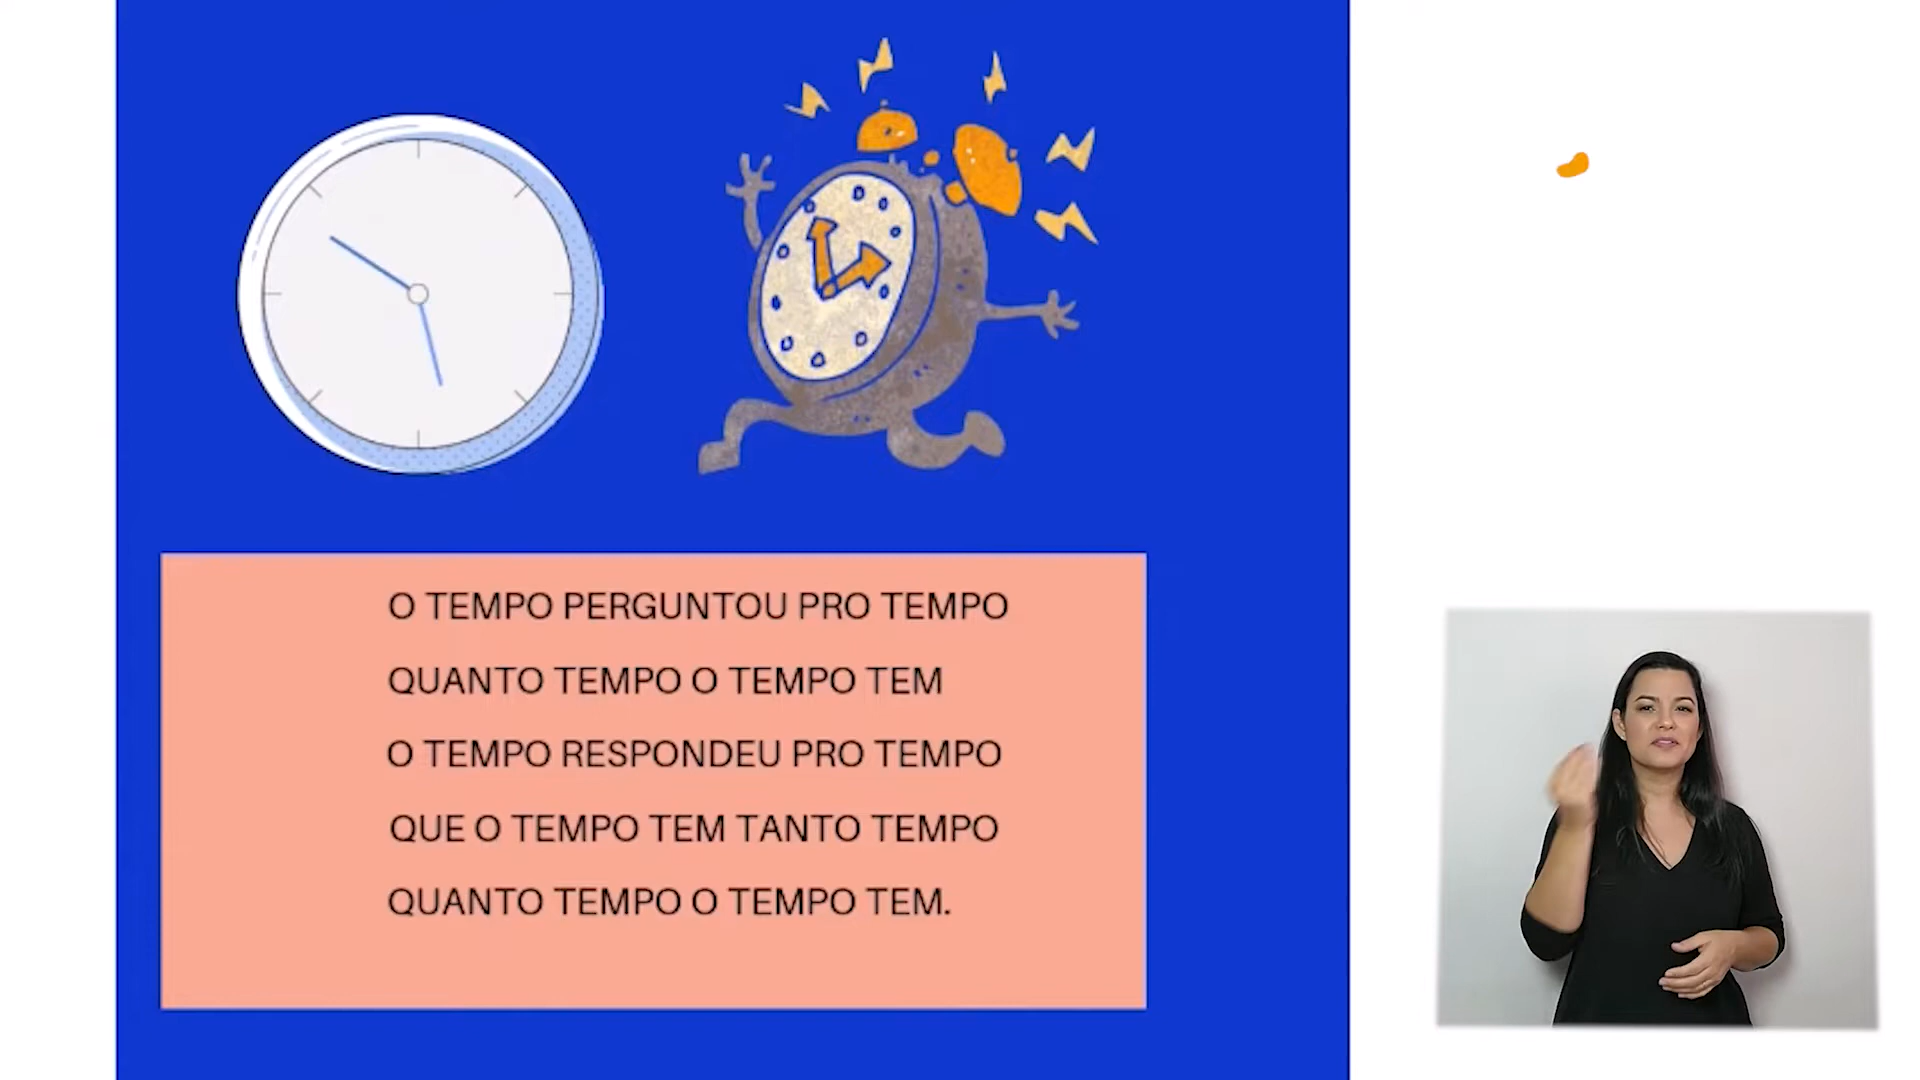 O TEMPO PERGUNTOU PRO TEMPO
QUANTO TEMPO O TEMPO TEM
O TEMPO RESPONDEU PRO TEMPO
QUE O TEMPO TEM TANTO TEMPO
QUANTO TEMPO O TEMPO TEM.